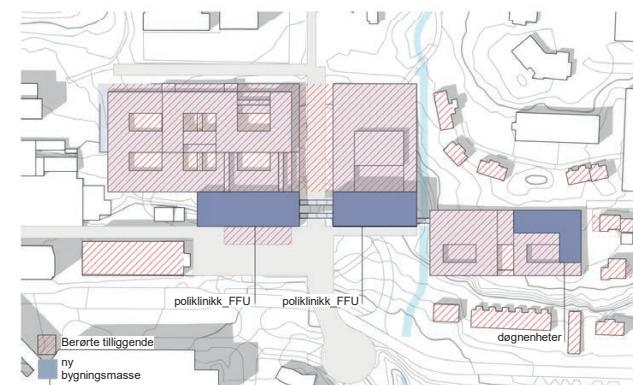 poliklinikk_FFU
poliklinikk_FFU
døgnenheter
Berørte tilliggende
ny
bygningsmasse